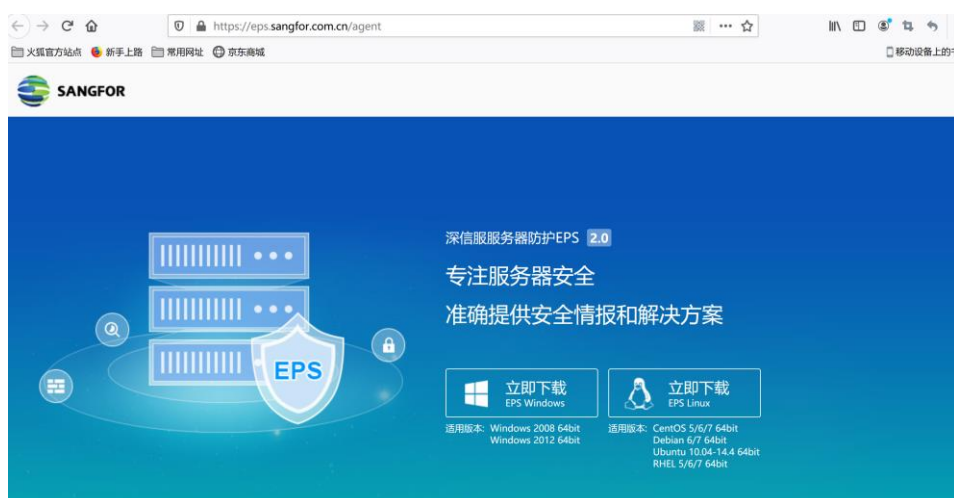 https://eps.sangfor.com.cn/agent
火狐官方站点 新手上路 常用网址 京东商城
移动设备上的
SANGFOR
深信服服务器防护EPS 2.0
专注服务器安全
准确提供安全情报和解决方案
EPS
立即下载
EPS Windows
适用版本: Windows 2008 64bit
Windows 2012 64bit
立即下载
EPS Linux
适用版本: CentOS 5/6/7 64bit
Debian 6/7 64bit
Ubuntu 10.04-14.4 64bit
RHEL 5/6/7 64bit